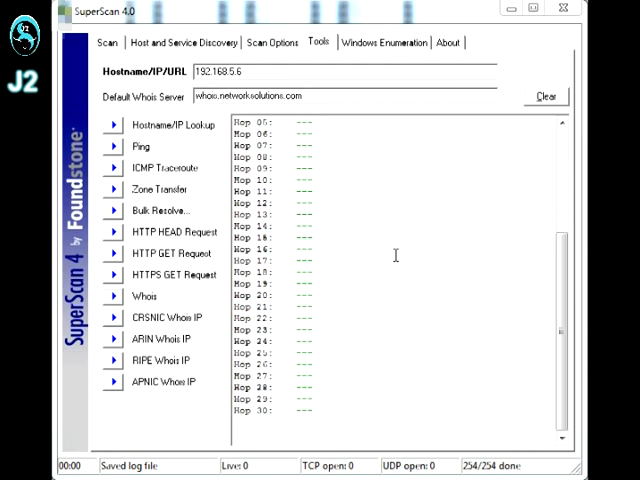 SuperScan 4.0
J2
Scan
Host and Service Discovery
Scan Options
Tools
Windows Enumeration
About
Hostname/IP/URL
192.168.5.6
Default Whois Server
whois.networksolutions.com
Clear
Hostname/IP Lookup
Ping
ICMP Traceroute
Zone Transfer
Bulk Resolve...
HTTP HEAD Request
HTTP GET Request
HTTPS GET Request
Whois
CRSNIC Whois IP
ARIN Whois IP
RIPE Whois IP
APNIC Whois IP
SuperScan 4 by Foundstone
Hop 05: ---
Hop 06: ---
Hop 07: ---
Hop 08: ---
Hop 09: ---
Hop 10: ---
Hop 11: ---
Hop 12: ---
Hop 13: ---
Hop 14: ---
Hop 15: ---
Hop 16: ---
Hop 17: ---
Hop 18: ---
Hop 19: ---
Hop 20: ---
Hop 21: ---
Hop 22: ---
Hop 23: ---
Hop 24: ---
Hop 25: ---
Hop 26: ---
Hop 27: ---
Hop 28: ---
Hop 29: ---
Hop 30: ---
00:00
Saved log file
Live: 0
TCP open: 0
UDP open: 0
254/254 done